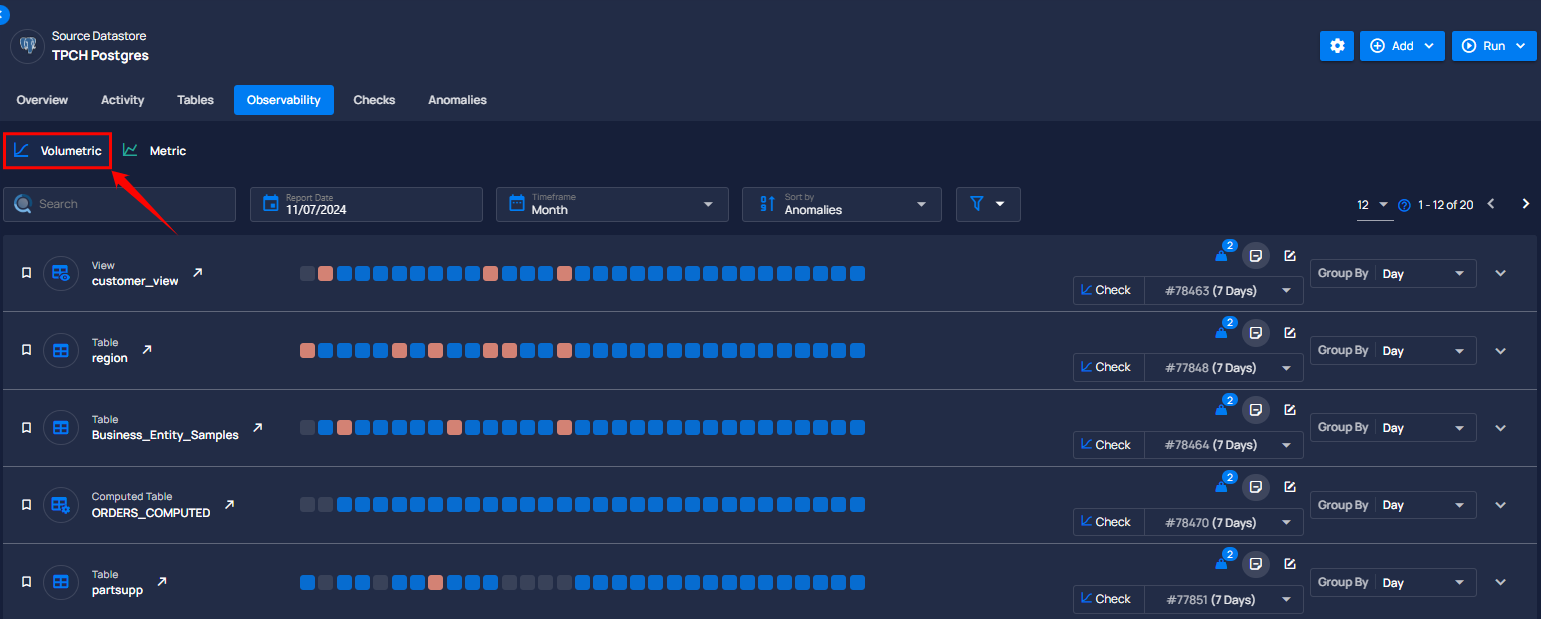 Source Datastore
TPCH Postgres
Add
Run
Overview Activity Tables Observability Checks Anomalies
Volumetric Metric
Search
Report Date
11/07/2024
Timeframe
Month
Sort by
Anomalies
12
1 - 12 of 20
View
customer_view
2
Check #78463 (7 Days)
Group By Day
Table
region
2
Check #77848 (7 Days)
Group By Day
Table
Business_Entity_Samples
2
Check #78464 (7 Days)
Group By Day
Computed Table
ORDERS_COMPUTED
2
Check #78470 (7 Days)
Group By Day
Table
partsupp
2
Check #77851 (7 Days)
Group By Day